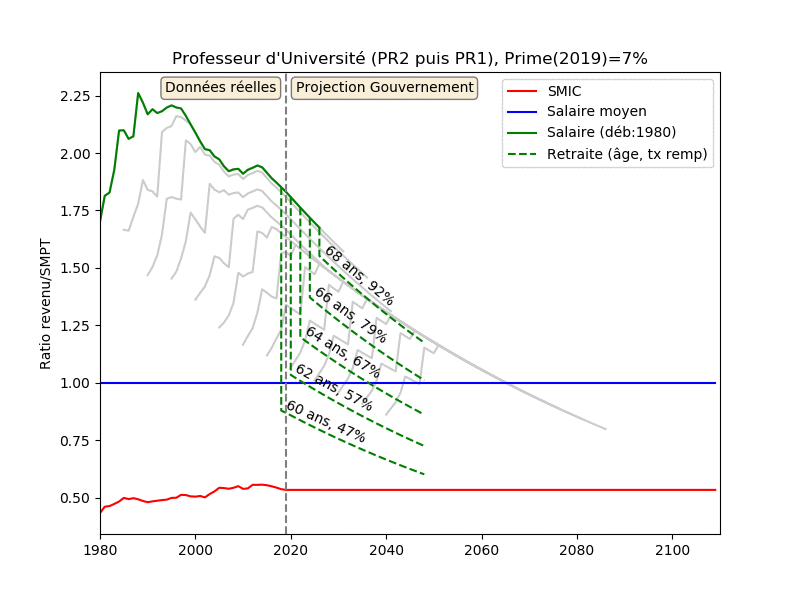 Professeur d'Université (PR2 puis PR1), Prime(2019)=7%
Données réelles
Projection Gouvernement
SMIC
Salaire moyen
Salaire (déb:1980)
Retraite (âge, tx remp)
Ratio revenu/SMPT
2.25
2.00
1.75
1.50
1.25
1.00
0.75
0.50
68 ans, 92%
66 ans, 79%
64 ans, 67%
62 ans, 57%
60 ans, 47%
1980
2000
2020
2040
2060
2080
2100